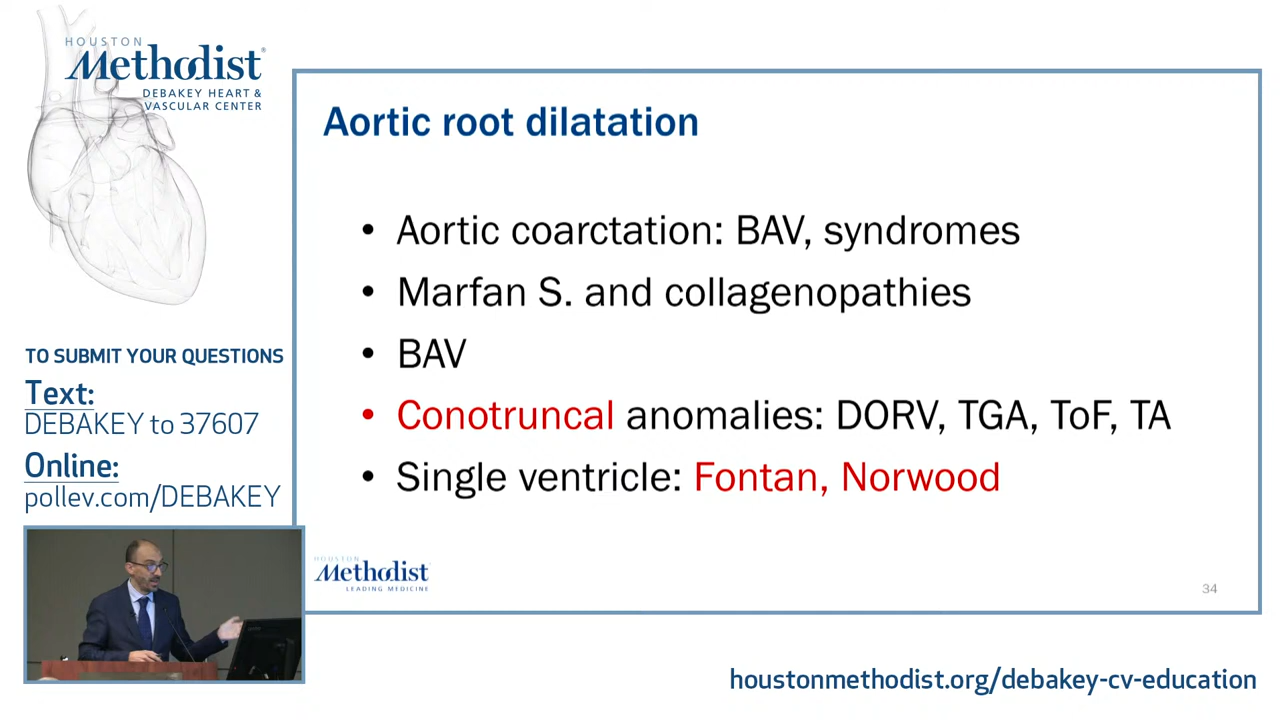 HOUSTON
Methodist
DEBAKEY HEART &
VASCULAR CENTER
TO SUBMIT YOUR QUESTIONS
Text:
DEBAKEY to 37607
Online:
pollev.com/DEBAKEY
Aortic root dilatation
• Aortic coarctation: BAV, syndromes
• Marfan S. and collagenopathies
• BAV
• Conotruncal anomalies: DORV, TGA, ToF, TA
• Single ventricle: Fontan, Norwood
HOUSTON
Methodist
LEADING MEDICINE
34
houstonmethodist.org/debakey-cv-education